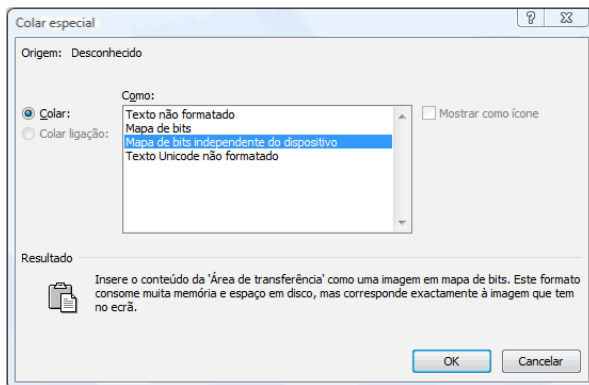 Colar especial
Origem: Desconhecido
Como:
Colar:
Colar ligação:
Texto não formatado
Mapa de bits
Mapa de bits independente do dispositivo
Texto Unicode não formatado
Mostrar como ícone
Resultado
Insere o conteúdo da 'Área de transferência' como uma imagem em mapa de bits. Este formato
consome muita memória e espaço em disco, mas corresponde exactamente à imagem que tem
no ecrã.
OK
Cancelar